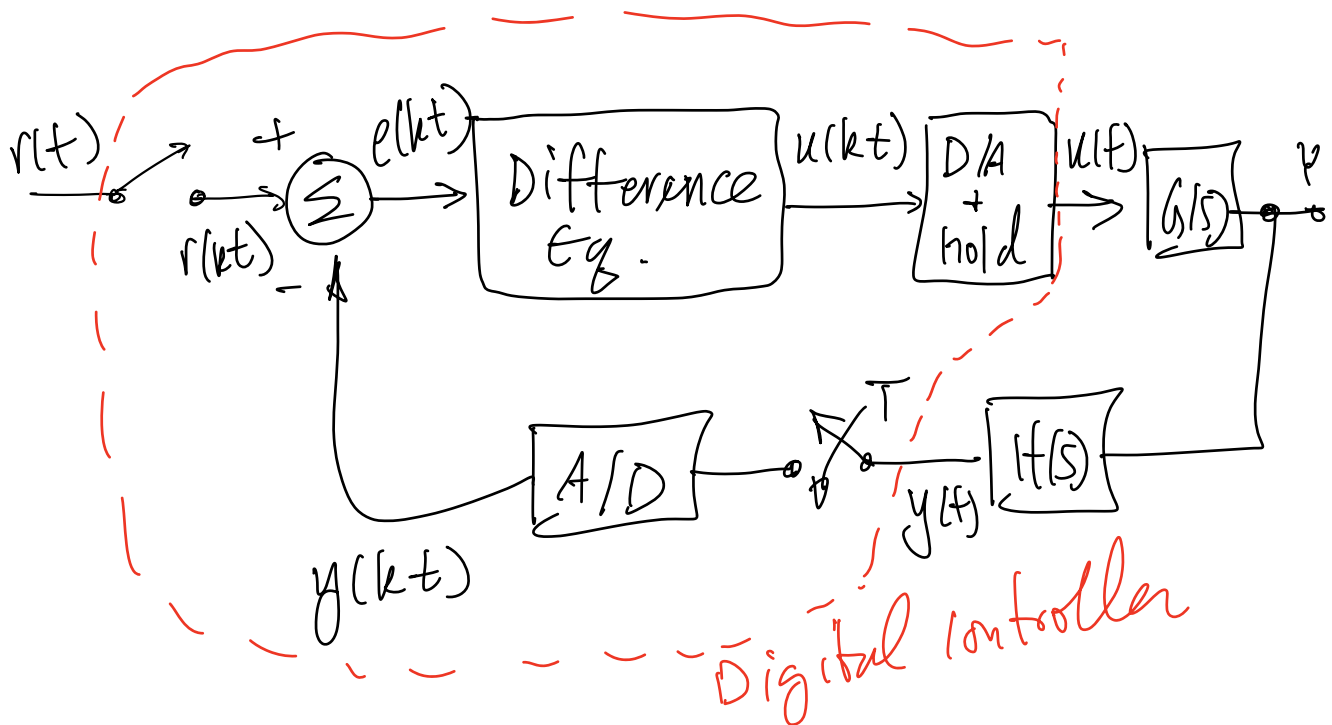 r(t)
+
e(kt)
Difference
Eq.
u(kt)
D/A
+
hold
u(t)
G(s)
r(kt)
-
Σ
T
A/D
H(s)
y(t)
y(kt)
Digital controller